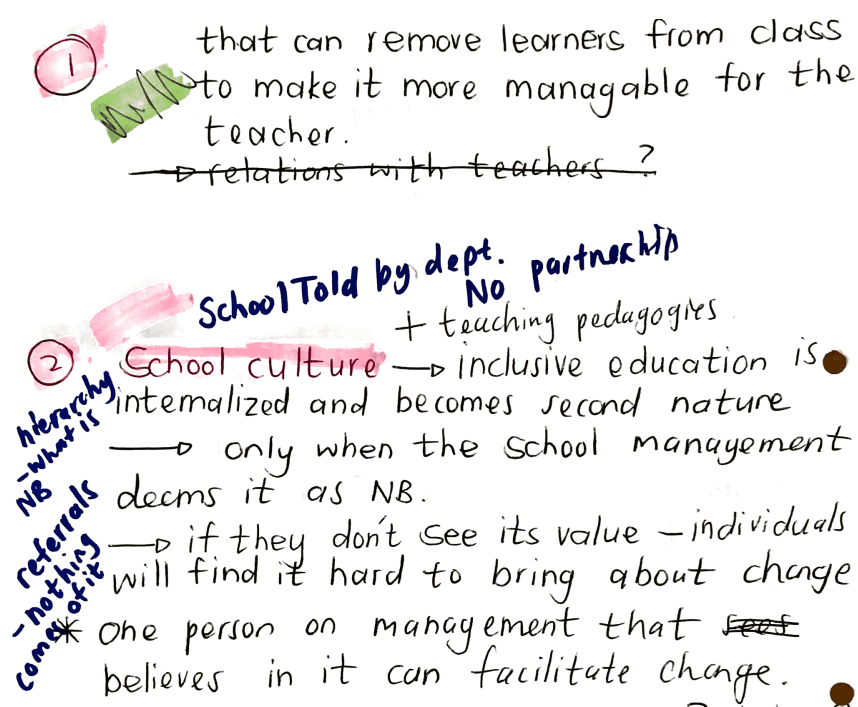 1
that can remove learners from class
to make it more managable for the
teacher.
→ relations with teachers ?
School Told by dept.
No partnership
+ teaching pedagogies
2
School culture → inclusive education is
internalized and becomes second nature
→ only when the school management
deems it as NB.
→ if they don't see its value – individuals
will find it hard to bring about change
* one person on management that sees
believes in it can facilitate change.
hierarchy
- what is
NB
referrals
- nothing
comes of it